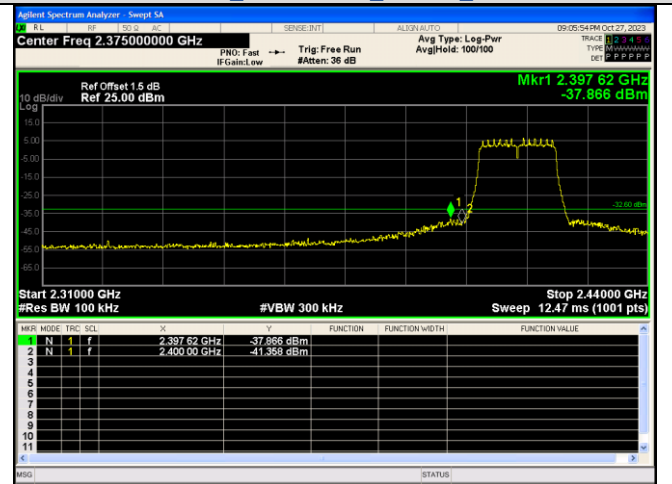 Agilent Spectrum Analyzer - Swept SA
RL RF 50 Ω AC SENSE:INT ALIGN AUTO 09:05:54 PM Oct 27, 2023
Center Freq 2.375000000 GHz
PNO: Fast
IFGain:Low
Trig: Free Run
#Atten: 36 dB
Avg Type: Log-Pwr
Avg|Hold: 100/100
TRACE 1 2 3 4 5 6
TYPE M
DET P P P P P P
Mkr1 2.397 62 GHz
-37.866 dBm
Ref Offset 1.5 dB
10 dB/div Ref 25.00 dBm
Log
15.0
5.00
-5.00
-15.0
-25.0
-32.60 dBm
-35.0
-45.0
-55.0
-65.0
1
2
Start 2.31000 GHz Stop 2.44000 GHz
#Res BW 100 kHz #VBW 300 kHz Sweep 12.47 ms (1001 pts)
MKR MODE TRC SCL X Y FUNCTION FUNCTION WIDTH FUNCTION VALUE
1 N 1 f 2.397 62 GHz -37.866 dBm
2 N 1 f 2.400 00 GHz -41.358 dBm
3
4
5
6
7
8
9
10
11
MSG STATUS